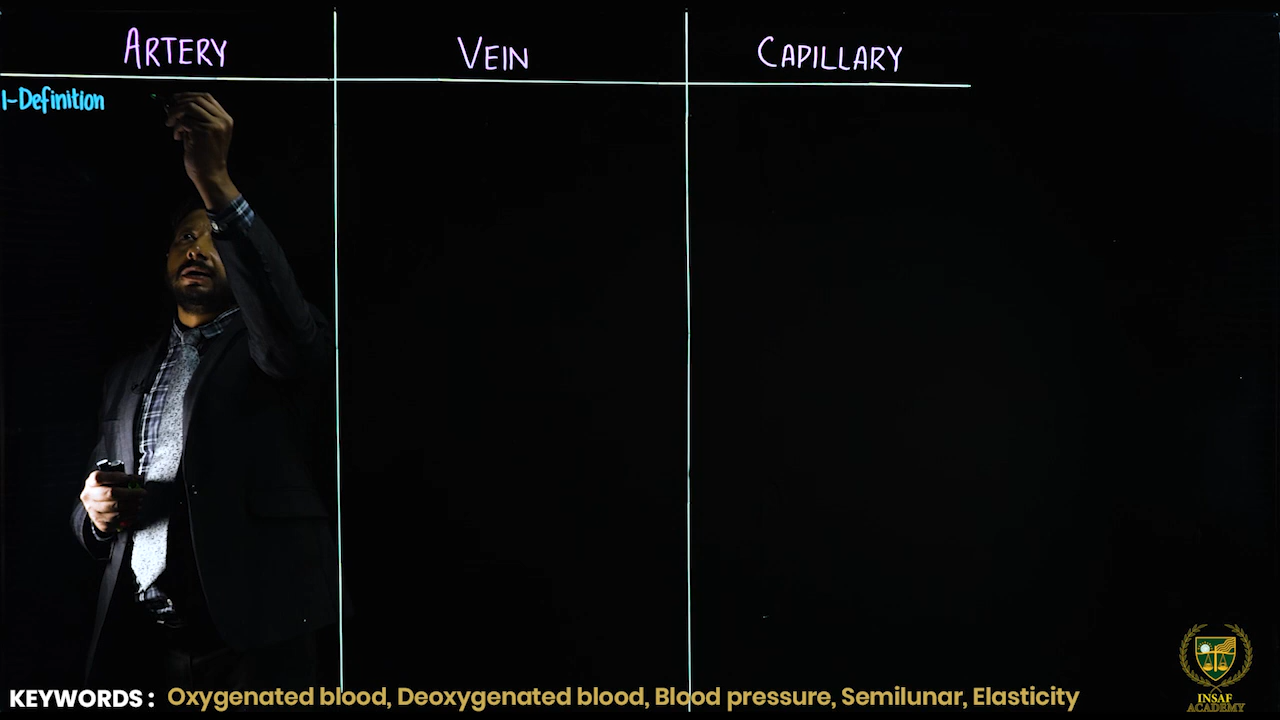 ARTERY VEIN CAPILLARY
1-Definition
KEYWORDS: Oxygenated blood, Deoxygenated blood, Blood pressure, Semilunar, Elasticity
INSAF
ACADEMY